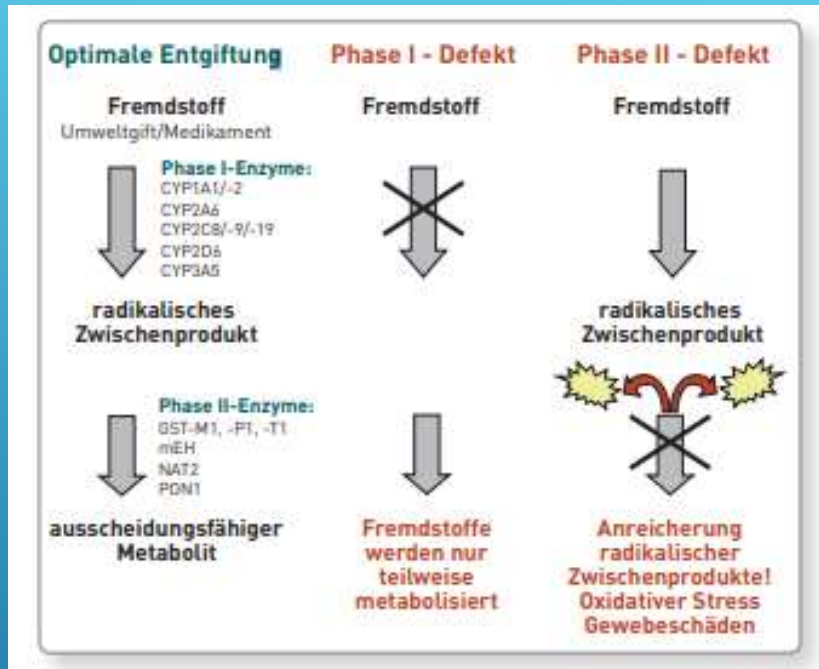 Optimale Entgiftung
Fremdstoff
Umweltgift/Medikament
Phase I-Enzyme:
CYP1A1/-2
CYP2A6
CYP2C8/-9/-19
CYP2D6
CYP3A5
radikalisches
Zwischenprodukt
Phase II-Enzyme:
GST-M1, -P1, -T1
mEH
NAT2
PON1
ausscheidungsfähiger
Metabolit
Phase I - Defekt
Fremdstoff
Fremdstoffe
werden nur
teilweise
metabolisiert
Phase II - Defekt
Fremdstoff
radikalisches
Zwischenprodukt
Anreicherung
radikalischer
Zwischenprodukte!
Oxidativer Stress
Gewebeschäden